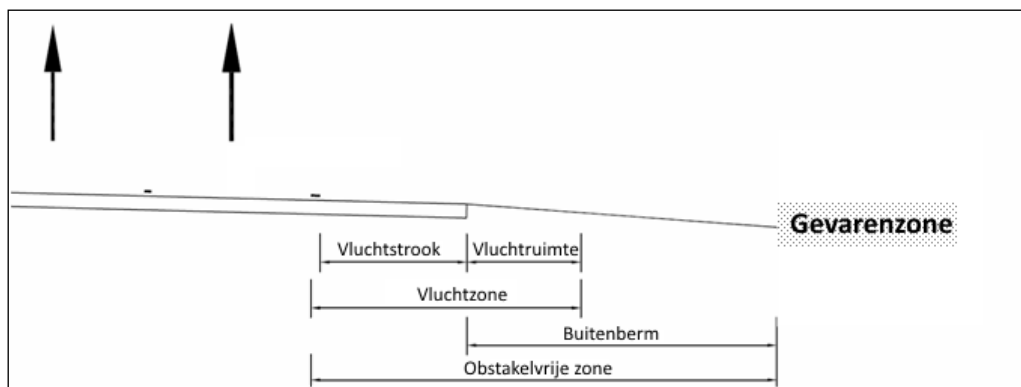 Gevarenzone
Vluchtstrook
Vluchtruimte
Vluchtzone
Buitenberm
Obstakelvrije zone